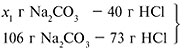 x₁ г Na₂CO₃ − 40 г HCl
106 г Na₂CO₃ − 73 г HCl